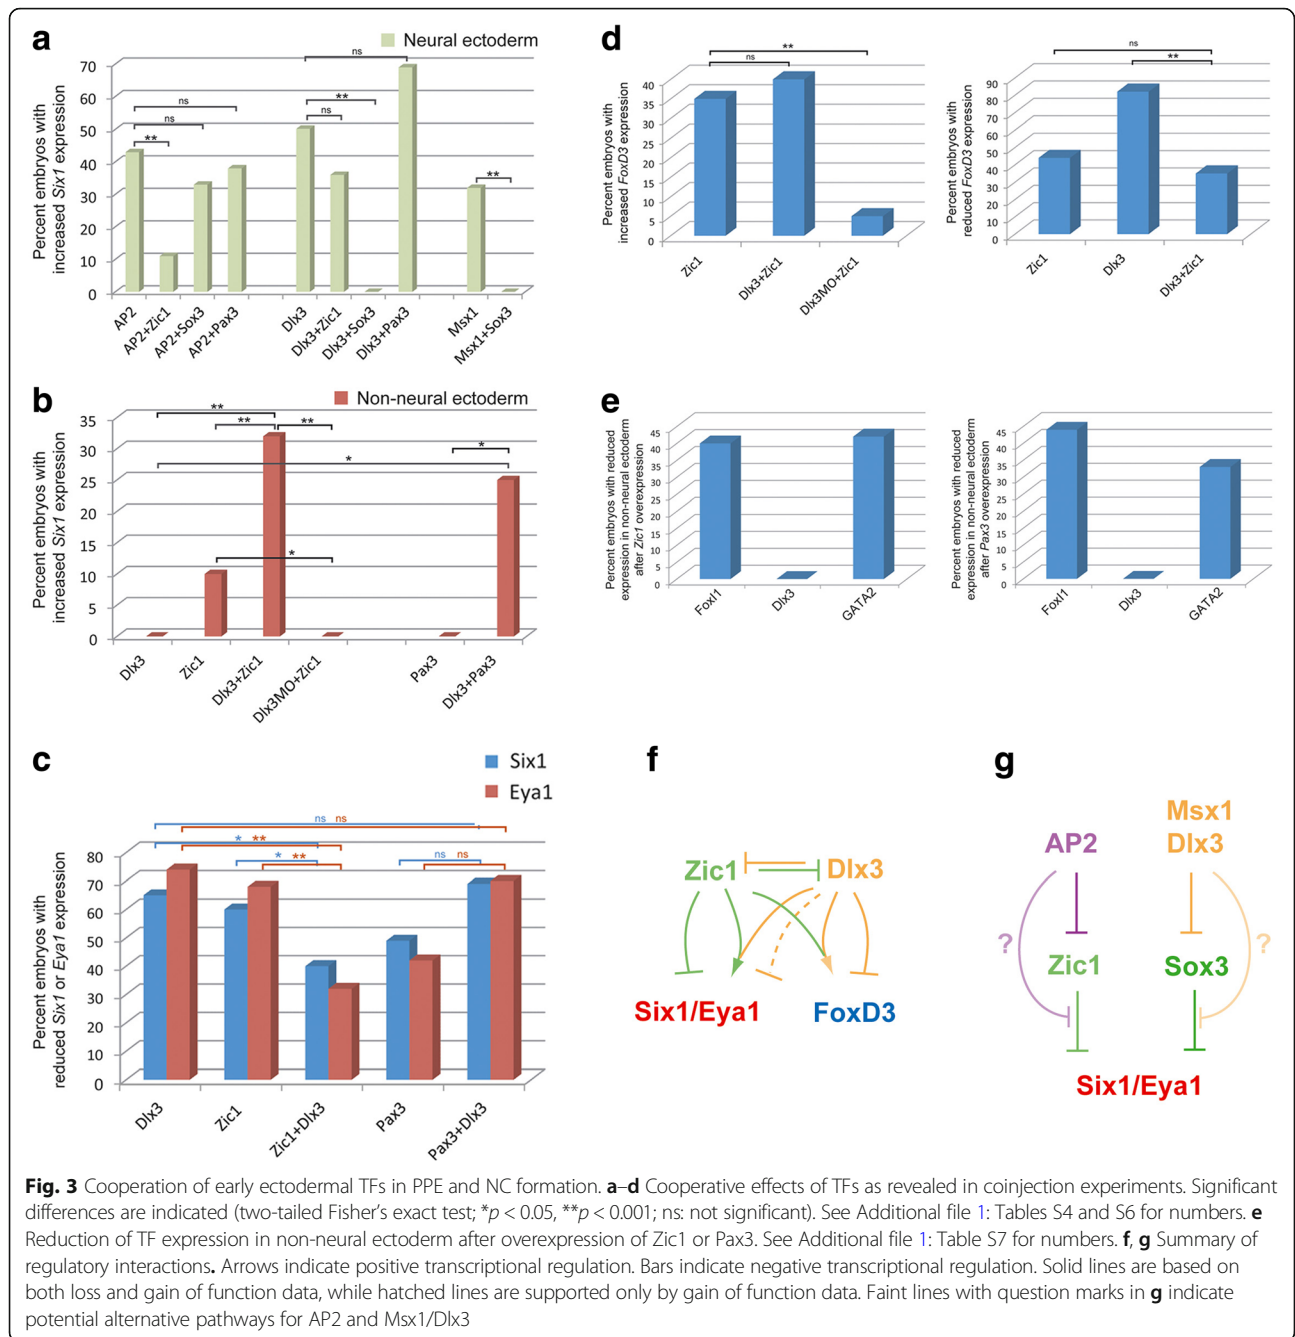 a
Neural ectoderm
Percent embryos with
increased Six1 expression
70
60
50
40
30
20
10
0
**
ns
ns
ns
**
ns
**
AP2
AP2+Zic1
AP2+Sox3
AP2+Pax3
Dlx3
Dlx3+Zic1
Dlx3+Sox3
Dlx3+Pax3
Msx1
Msx1+Sox3
b
Non-neural ectoderm
Percent embryos with
increased Six1 expression
35
30
25
20
15
10
5
0
**
**
**
*
*
*
Dlx3
Zic1
Dlx3+Zic1
Dlx3MO+Zic1
Pax3
Dlx3+Pax3
c
Six1
Eya1
Percent embryos with
reduced Six1 or Eya1 expression
80
70
60
50
40
30
20
10
0
ns ns
* **
* **
ns ns
Dlx3
Zic1
Zic1+Dlx3
Pax3
Pax3+Dlx3
d
Percent embryos with
increased FoxD3 expression
40
35
30
25
20
15
10
5
0
**
ns
Zic1
Dlx3+Zic1
Dlx3MO+Zic1
Percent embryos with
reduced FoxD3 expression
90
80
70
60
50
40
30
20
10
0
ns
**
Zic1
Dlx3
Dlx3+Zic1
e
Percent embryos with reduced
expression in non-neural ectoderm
after Zic1 overexpression
45
40
35
30
25
20
15
10
5
0
FoxI1
Dlx3
GATA2
Percent embryos with reduced
expression in non-neural ectoderm
after Pax3 overexpression
45
40
35
30
25
20
15
10
5
0
FoxI1
Dlx3
GATA2
f
Zic1
Dlx3
Six1/Eya1
FoxD3
g
AP2
Msx1
Dlx3
?
?
Zic1
Sox3
Six1/Eya1
Fig. 3 Cooperation of early ectodermal TFs in PPE and NC formation. a–d Cooperative effects of TFs as revealed in coinjection experiments. Significant
differences are indicated (two-tailed Fisher's exact test; *p < 0.05, **p < 0.001; ns: not significant). See Additional file 1: Tables S4 and S6 for numbers. e
Reduction of TF expression in non-neural ectoderm after overexpression of Zic1 or Pax3. See Additional file 1: Table S7 for numbers. f, g Summary of
regulatory interactions. Arrows indicate positive transcriptional regulation. Bars indicate negative transcriptional regulation. Solid lines are based on
both loss and gain of function data, while hatched lines are supported only by gain of function data. Faint lines with question marks in g indicate
potential alternative pathways for AP2 and Msx1/Dlx3